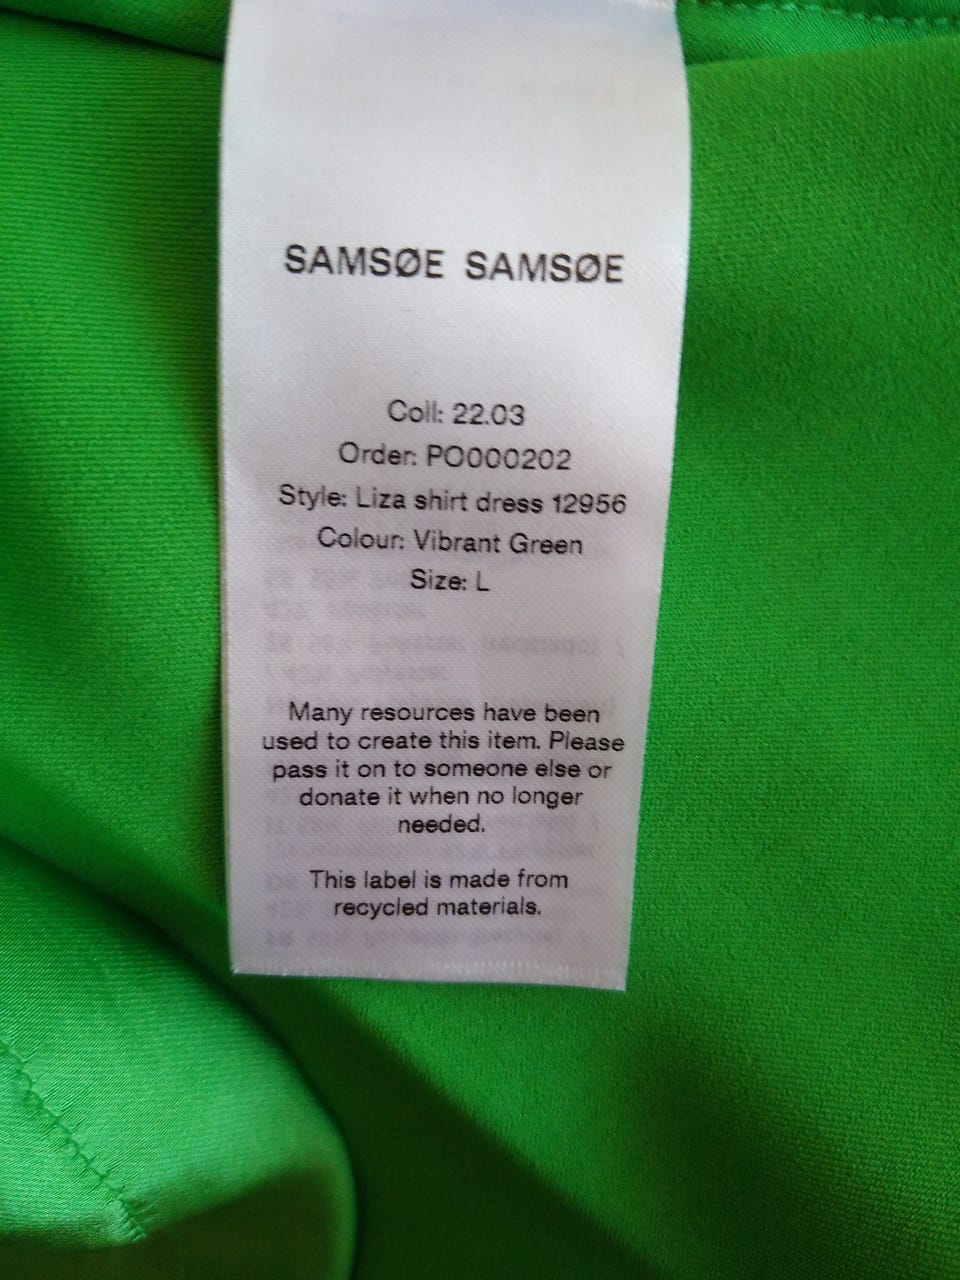 SAMSØE SAMSØE
Coll: 22.03
Order: PO000202
Style: Liza shirt dress 12956
Colour: Vibrant Green
Size: L
Many resources have been
used to create this item. Please
pass it on to someone else or
donate it when no longer
needed.
This label is made from
recycled materials.